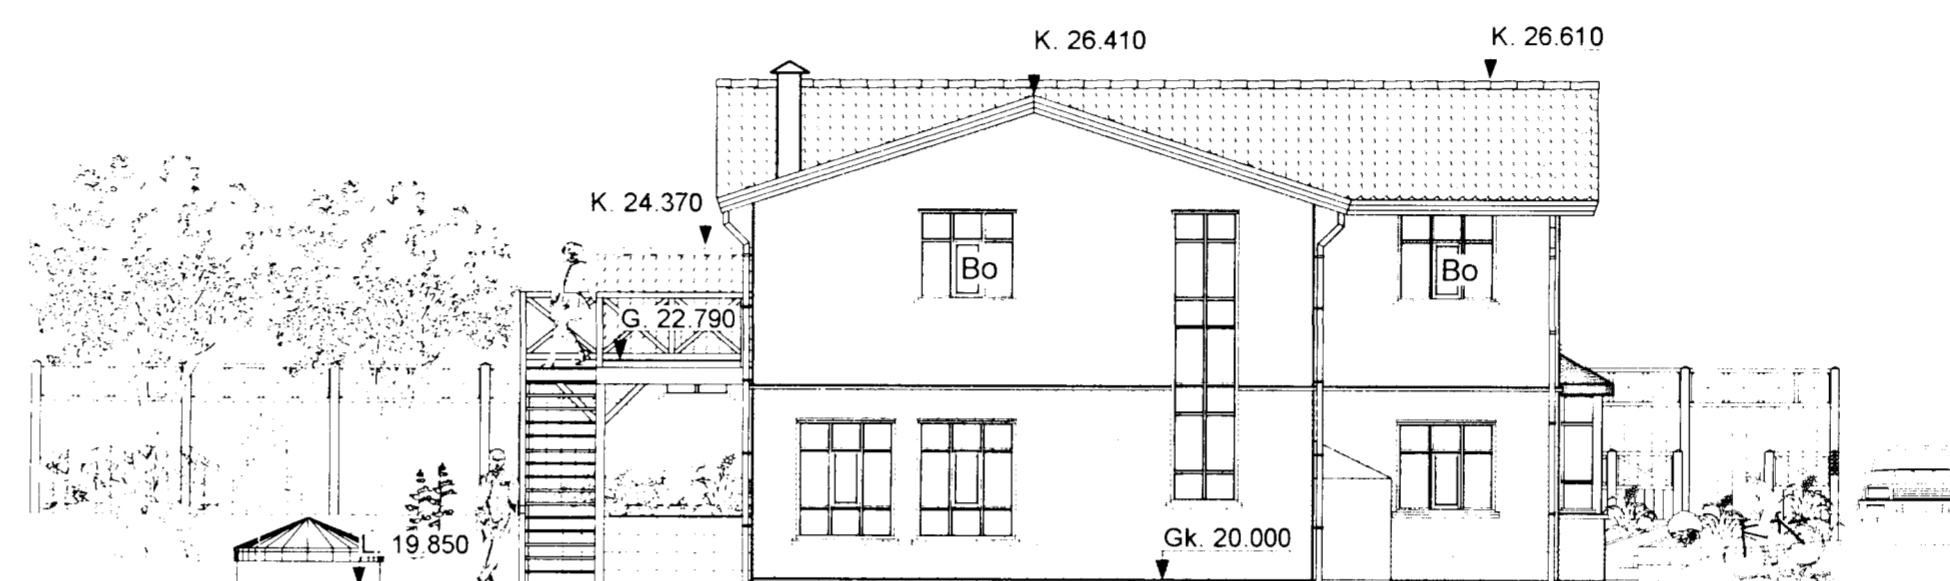 K. 26.410
K. 26.610
K. 24.370
Bo
Bo
G. 22.790
Gk. 20.000
L. 19.850